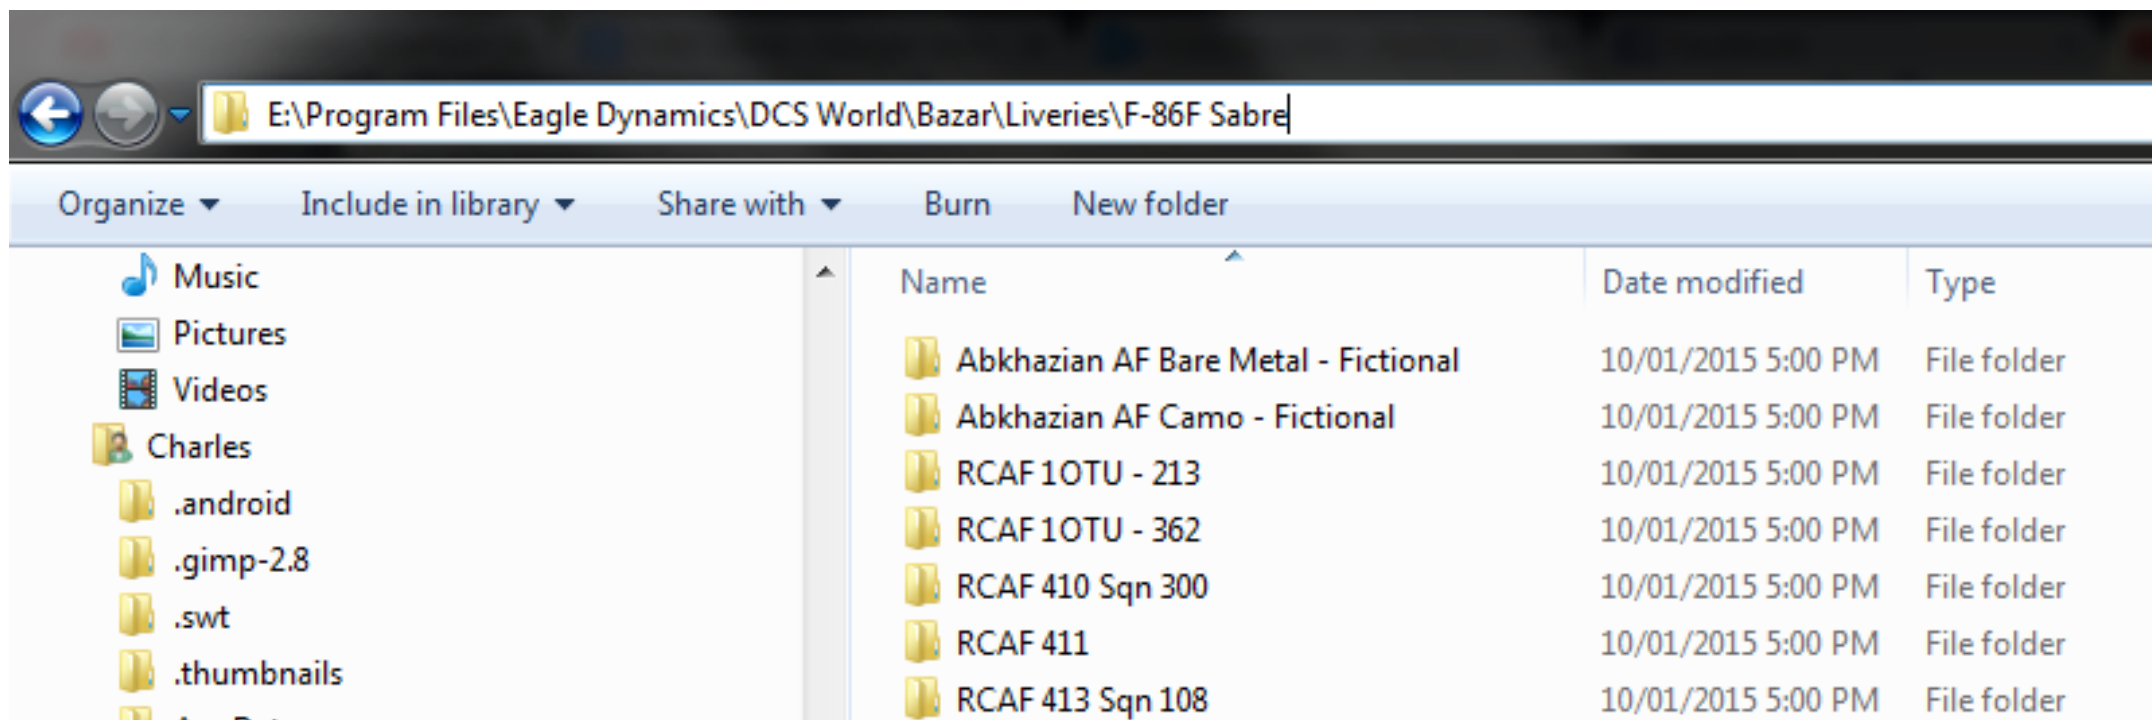 E:\Program Files\Eagle Dynamics\DCS World\Bazar\Liveries\F-86F Sabre
Organize Include in library Share with Burn New folder
Music
Pictures
Videos
Charles
.android
.gimp-2.8
.swt
.thumbnails
Name Date modified Type
Abkhazian AF Bare Metal - Fictional 10/01/2015 5:00 PM File folder
Abkhazian AF Camo - Fictional 10/01/2015 5:00 PM File folder
RCAF 1OTU - 213 10/01/2015 5:00 PM File folder
RCAF 1OTU - 362 10/01/2015 5:00 PM File folder
RCAF 410 Sqn 300 10/01/2015 5:00 PM File folder
RCAF 411 10/01/2015 5:00 PM File folder
RCAF 413 Sqn 108 10/01/2015 5:00 PM File folder